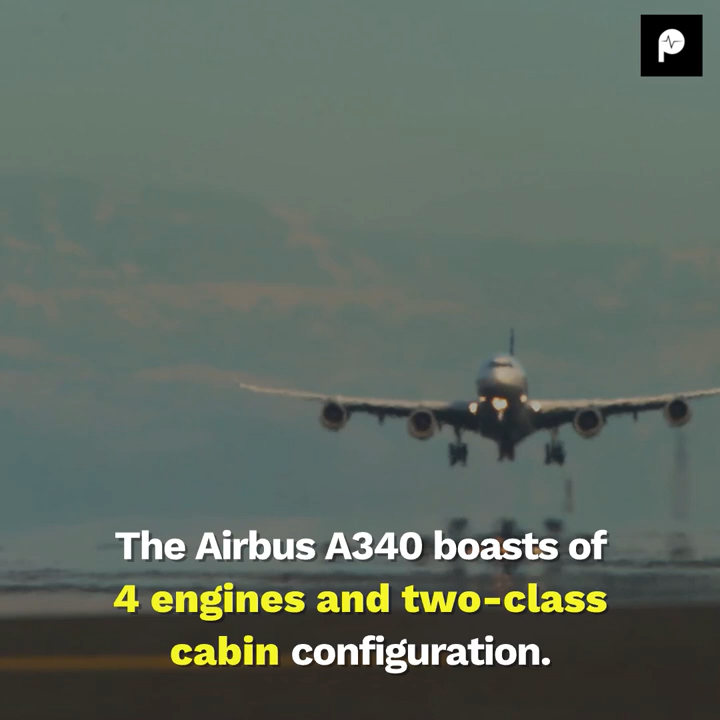 The Airbus A340 boasts of
4 engines and two-class
cabin configuration.